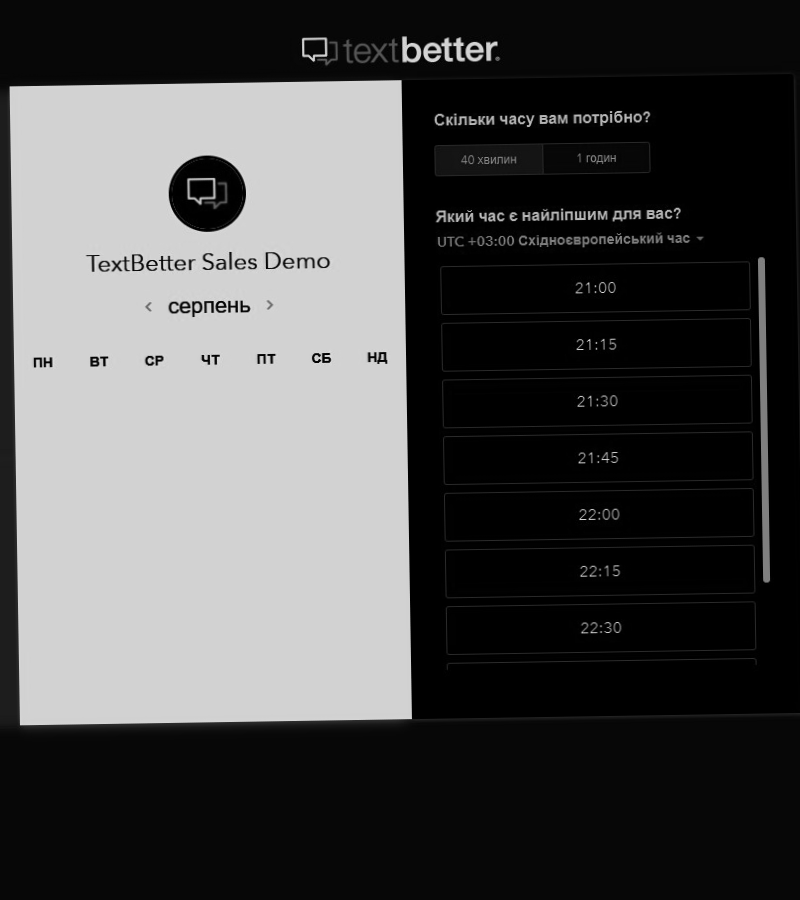 textbetter.
TextBetter Sales Demo
серпень
ПН ВТ СР ЧТ ПТ СБ НД
Скільки часу вам потрібно?
40 хвилин 1 годин
Який час є найліпшим для вас?
UTC +03:00 Східноєвропейський час
21:00
21:15
21:30
21:45
22:00
22:15
22:30